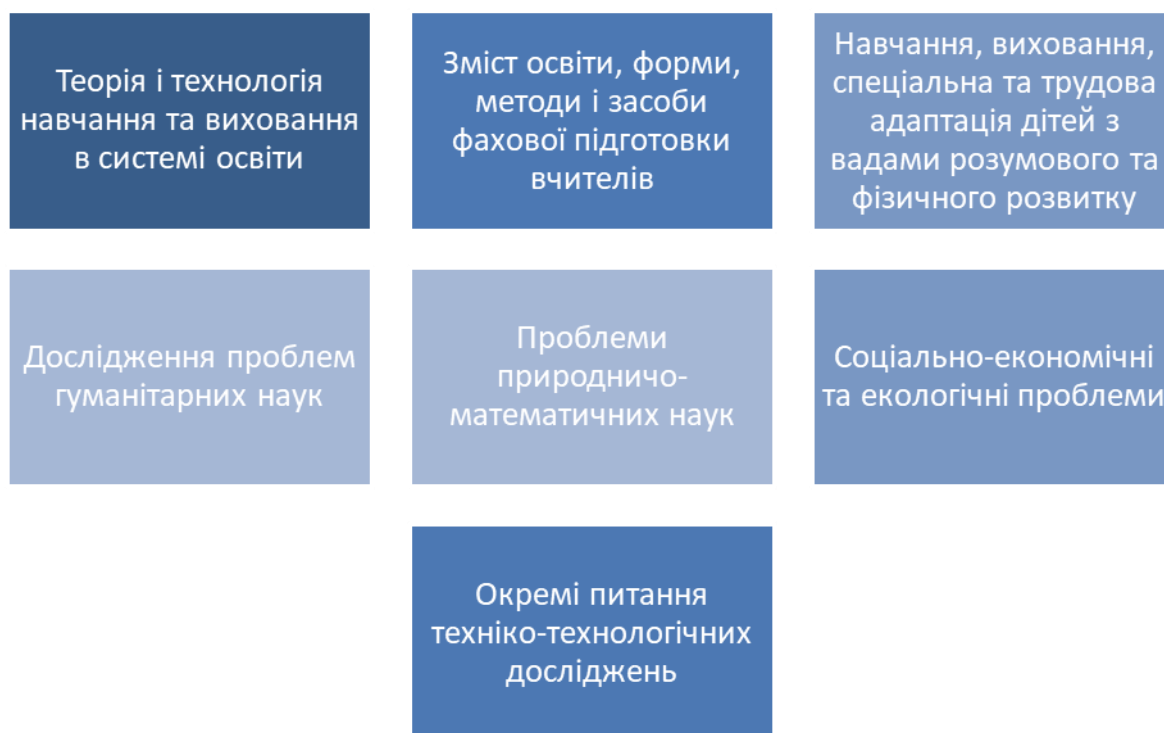 Теорія і технологія
навчання та виховання
в системі освіти
Зміст освіти, форми,
методи і засоби
фахової підготовки
вчителів
Навчання, виховання,
спеціальна та трудова
адаптація дітей з
вадами розумового та
фізичного розвитку
Дослідження проблем
гуманітарних наук
Проблеми
природничо-
математичних наук
Соціально-економічні
та екологічні проблеми
Окремі питання
техніко-технологічних
досліджень